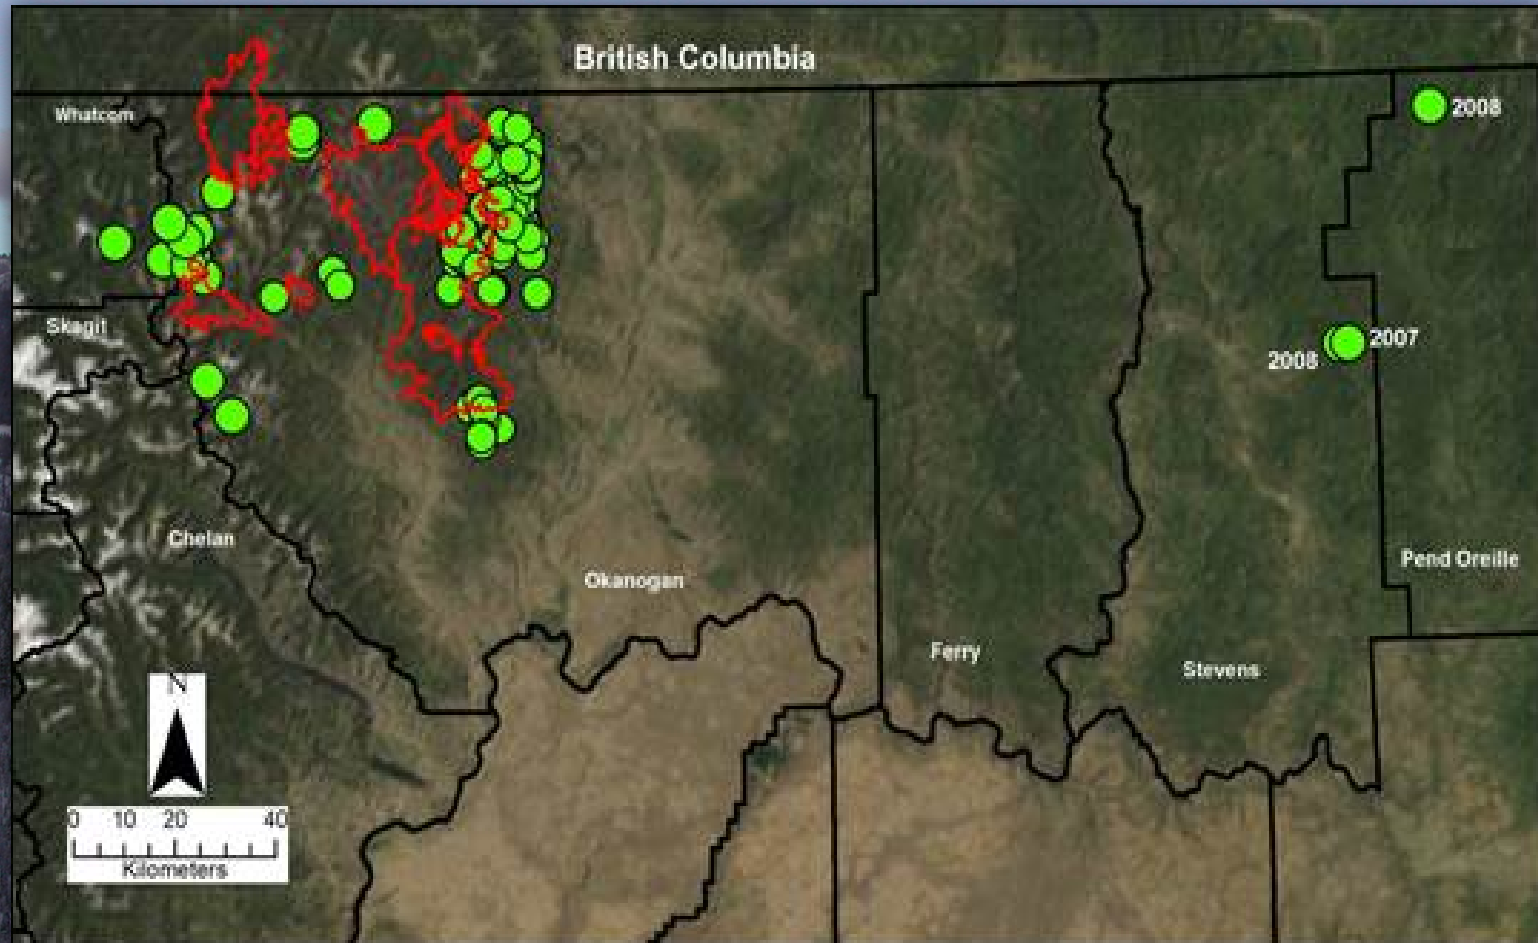 British Columbia
Whatcom
2008
Skagit
2007
2008
Chelan
Pend Oreille
Okanogan
Ferry
Stevens
N
0 10 20 40
Kilometers